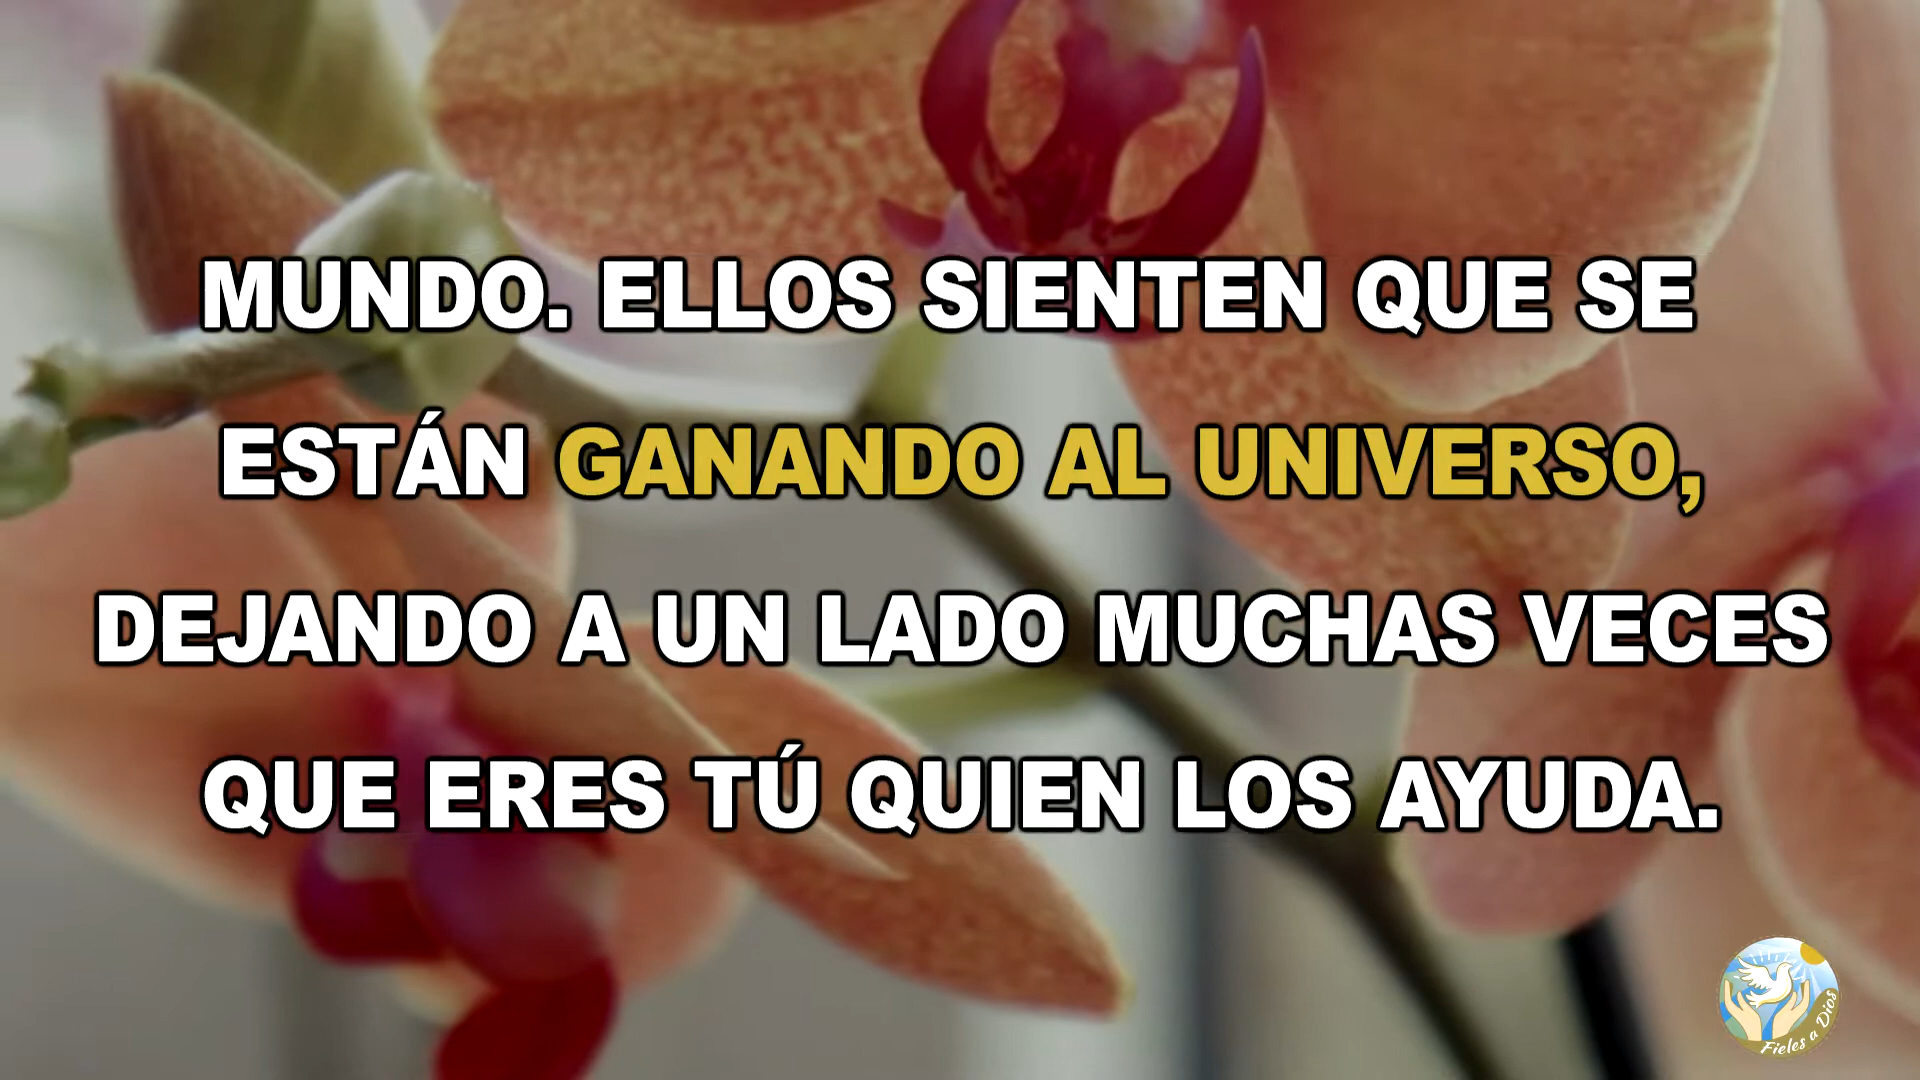 MUNDO. ELLOS SIENTEN QUE SE
ESTÁN GANANDO AL UNIVERSO,
DEJANDO A UN LADO MUCHAS VECES
QUE ERES TÚ QUIEN LOS AYUDA.
Fieles a Dios